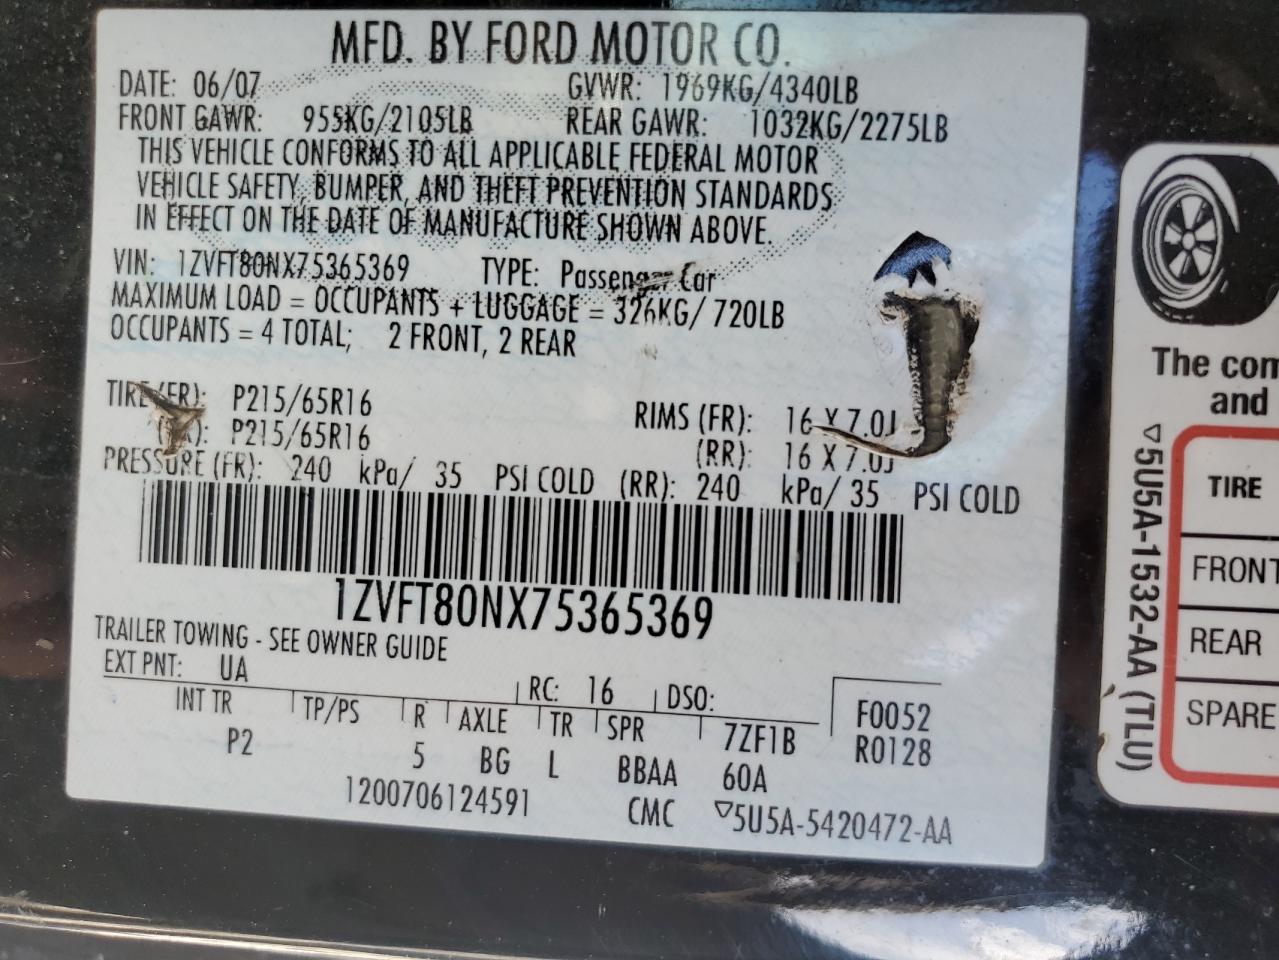 MFD. BY FORD MOTOR CO.
DATE: 06/07 GVWR: 1969KG/4340LB
FRONT GAWR: 955KG/2105LB REAR GAWR: 1032KG/2275LB
THIS VEHICLE CONFORMS TO ALL APPLICABLE FEDERAL MOTOR
VEHICLE SAFETY, BUMPER, AND THEFT PREVENTION STANDARDS
IN EFFECT ON THE DATE OF MANUFACTURE SHOWN ABOVE.
VIN: 1ZVFT80NX75365369 TYPE: Passenger Car
MAXIMUM LOAD = OCCUPANTS + LUGGAGE = 326KG/ 720LB
OCCUPANTS = 4 TOTAL; 2 FRONT, 2 REAR
TIRE (FR): P215/65R16 RIMS (FR): 16 X 7.0J
): P215/65R16 (RR): 16 X 7.0J
PRESSURE (FR): 240 kPa/ 35 PSI COLD (RR): 240 kPa/ 35 PSI COLD
1ZVFT80NX75365369
TRAILER TOWING - SEE OWNER GUIDE
EXT PNT: UA RC: 16 DSO:
INT TR TP/PS R AXLE TR SPR 7ZF1B F0052
P2 5 BG L BBAA 60A R0128
1200706124591 CMC ▽5U5A-5420472-AA
The com
and
▽5U5A-1532-AA (TLU)
TIRE
FRONT
REAR
SPARE